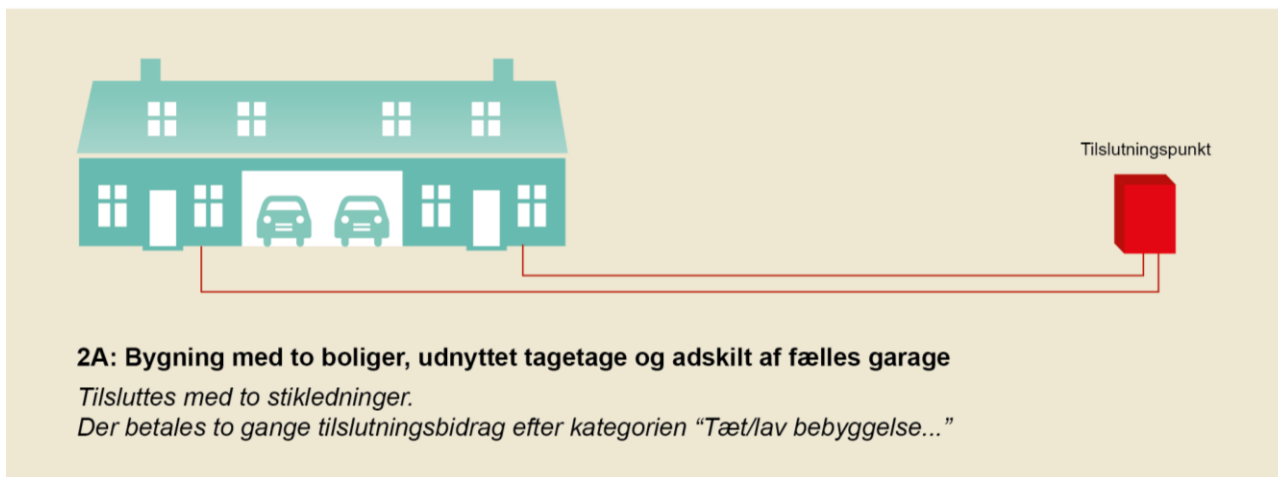 Tilslutningspunkt
2A: Bygning med to boliger, udnyttet tagetage og adskilt af fælles garage
Tilsluttes med to stikledninger.
Der betales to gange tilslutningsbidrag efter kategorien “Tæt/lav bebyggelse...”